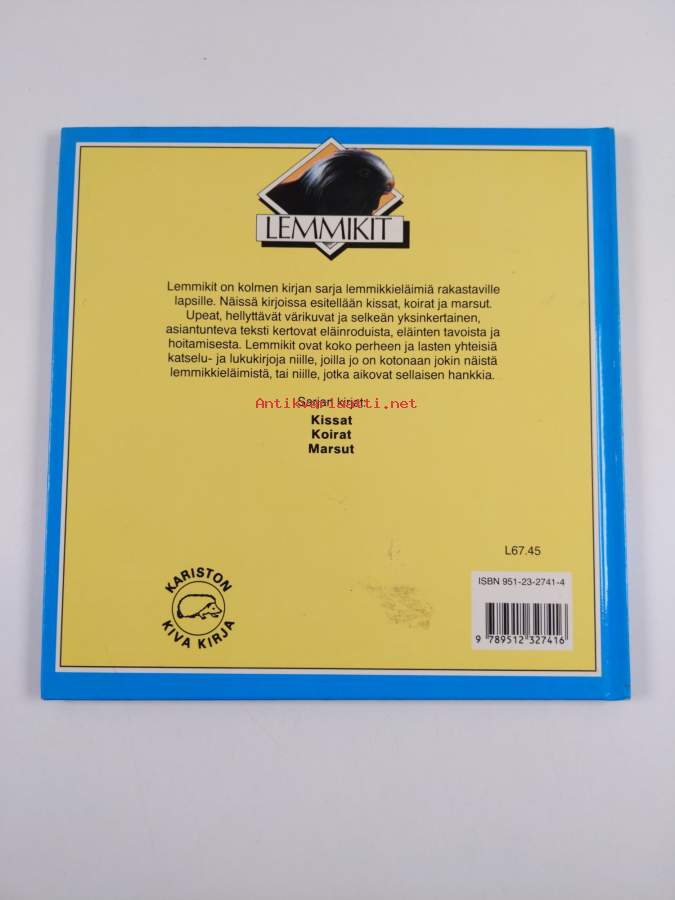 LEMMIKIT
Lemmikit on kolmen kirjan sarja lemmikkieläimiä rakastaville
lapsille. Näissä kirjoissa esitellään kissat, koirat ja marsut.
Upeat, hellyttävät värikuvat ja selkeän yksinkertainen,
asiantunteva teksti kertovat eläinroduista, eläinten tavoista ja
hoitamisesta. Lemmikit ovat koko perheen ja lasten yhteisiä
katselu- ja lukukirjoja niille, joilla jo on kotonaan jokin näistä
lemmikkieläimistä, tai niille, jotka aikovat sellaisen hankkia.
Sarjan kirjat:
Antikvariaatti.net
Kissat
Koirat
Marsut
L67.45
ISBN 951-23-2741-4
9 789512 327416
KARISTON
KIVA KIRJA